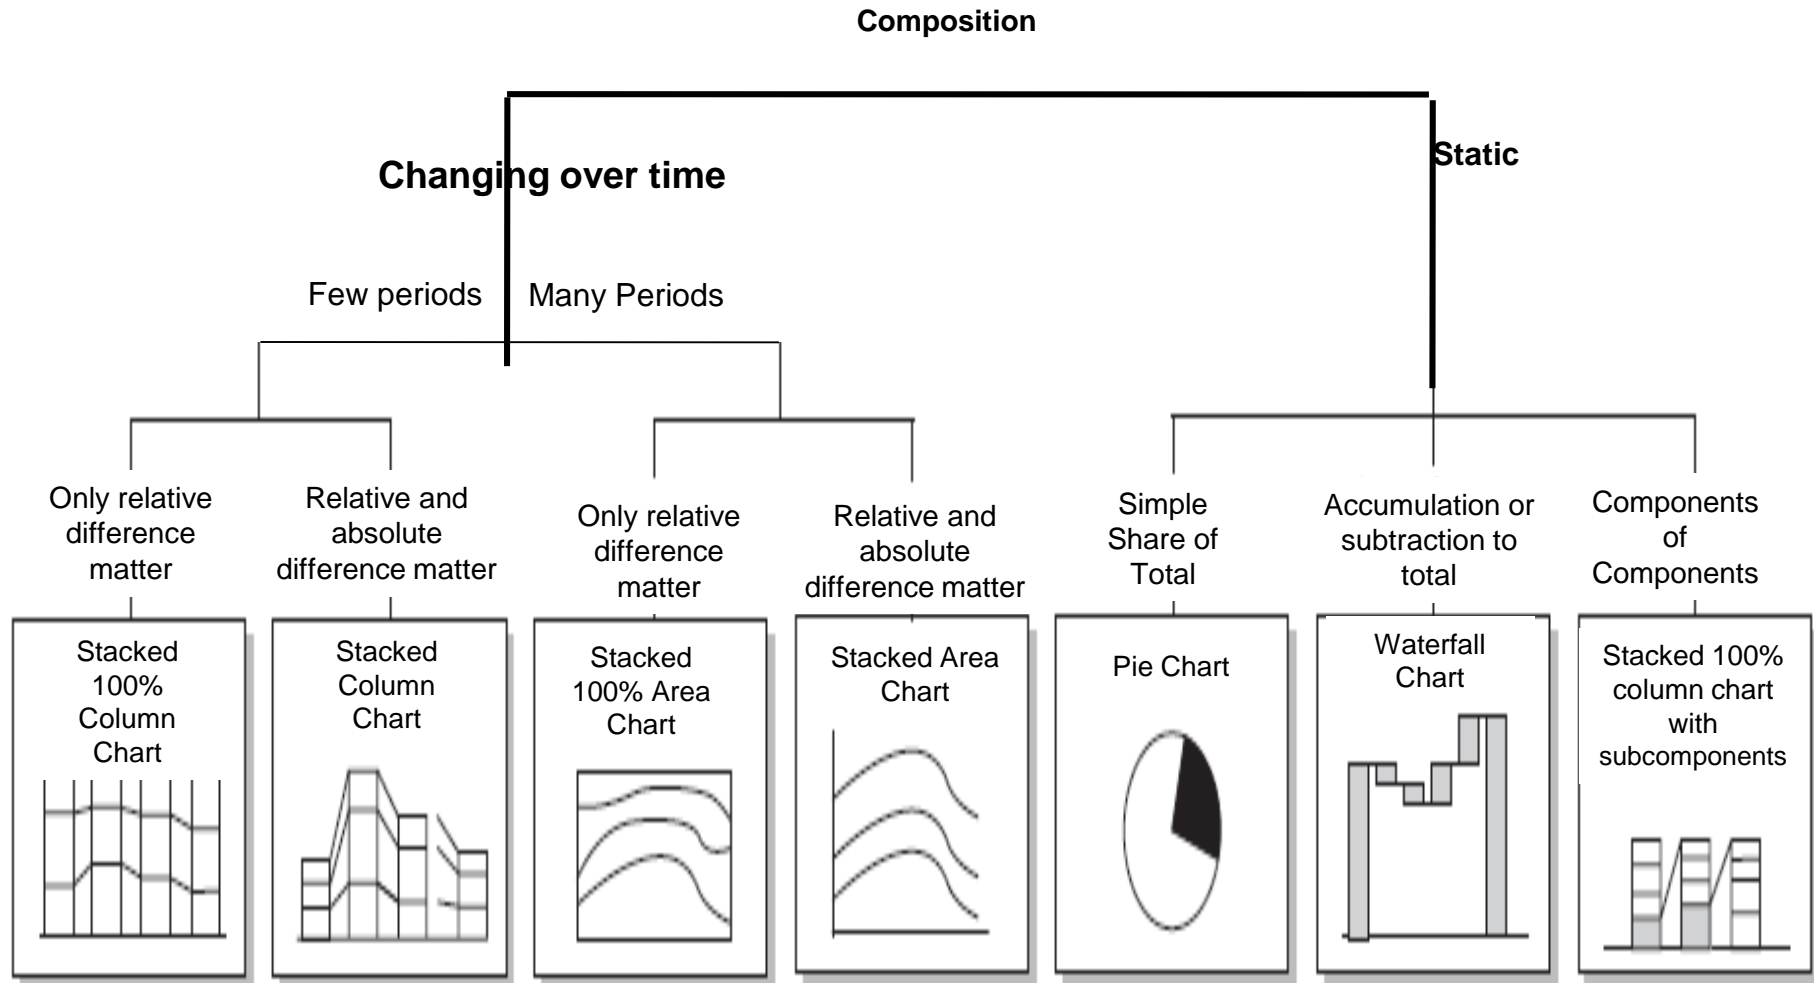 Composition
Changing over time
Static
Few periods
Many Periods
Only relative
difference
matter
Relative and
absolute
difference matter
Only relative
difference
matter
Relative and
absolute
difference matter
Simple
Share of
Total
Accumulation or
subtraction to
total
Components
of
Components
Stacked
100%
Column
Chart
Stacked
Column
Chart
Stacked
100% Area
Chart
Stacked Area
Chart
Pie Chart
Waterfall
Chart
Stacked 100%
column chart
with
subcomponents